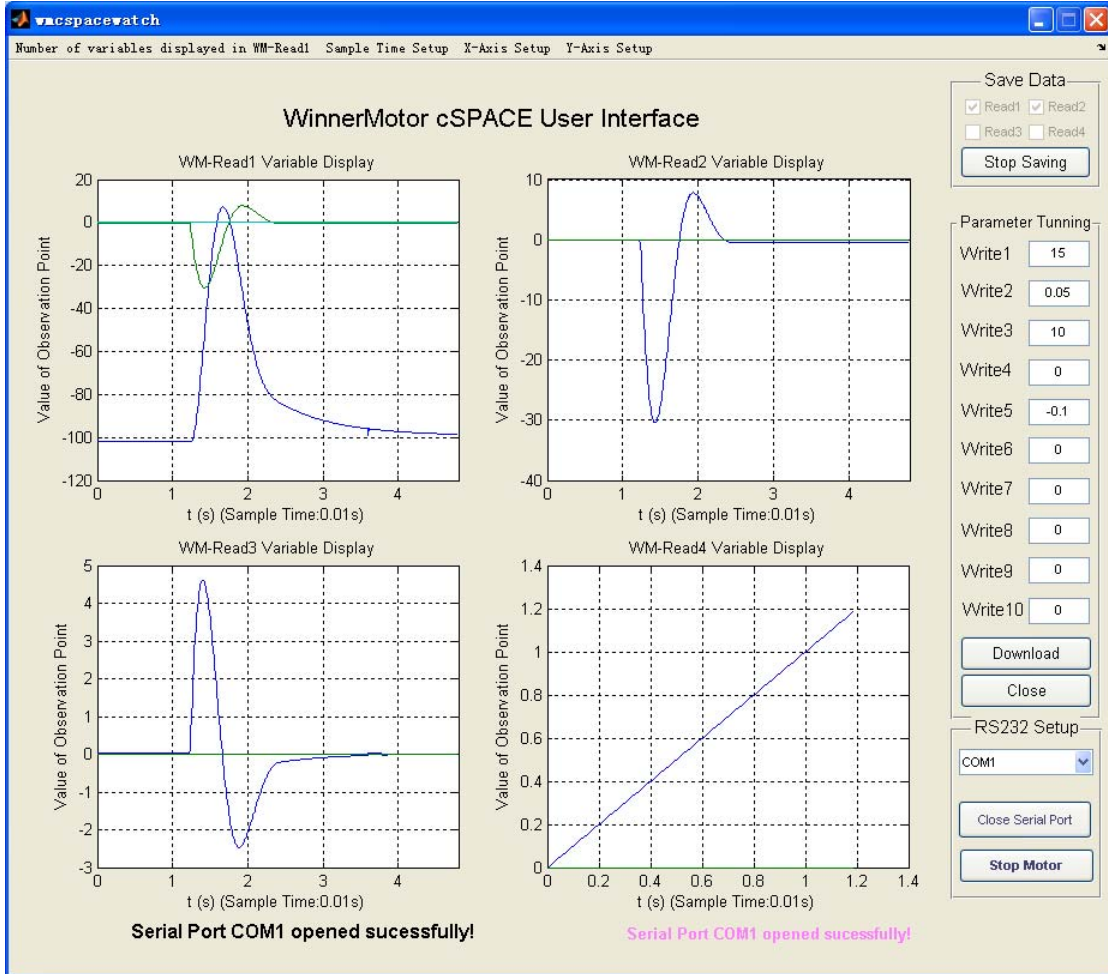 wmcspacewatch
Number of variables displayed in WM-Read1 Sample Time Setup X-Axis Setup Y-Axis Setup
WinnerMotor cSPACE User Interface
WM-Read1 Variable Display
20
0
-20
-40
-60
-80
-100
-120
Value of Observation Point
0 1 2 3 4
t (s) (Sample Time:0.01s)
WM-Read2 Variable Display
10
0
-10
-20
-30
-40
Value of Observation Point
0 1 2 3 4
t (s) (Sample Time:0.01s)
WM-Read3 Variable Display
5
4
3
2
1
0
-1
-2
-3
Value of Observation Point
0 1 2 3 4
t (s) (Sample Time:0.01s)
WM-Read4 Variable Display
1.4
1.2
1
0.8
0.6
0.4
0.2
0
Value of Observation Point
0 0.2 0.4 0.6 0.8 1 1.2 1.4
t (s) (Sample Time:0.01s)
Serial Port COM1 opened sucessfully!
Serial Port COM1 opened sucessfully!
Save Data
Read1 Read2
Read3 Read4
Stop Saving
Parameter Tunning
Write1 15
Write2 0.05
Write3 10
Write4 0
Write5 -0.1
Write6 0
Write7 0
Write8 0
Write9 0
Write10 0
Download
Close
RS232 Setup
COM1
Close Serial Port
Stop Motor